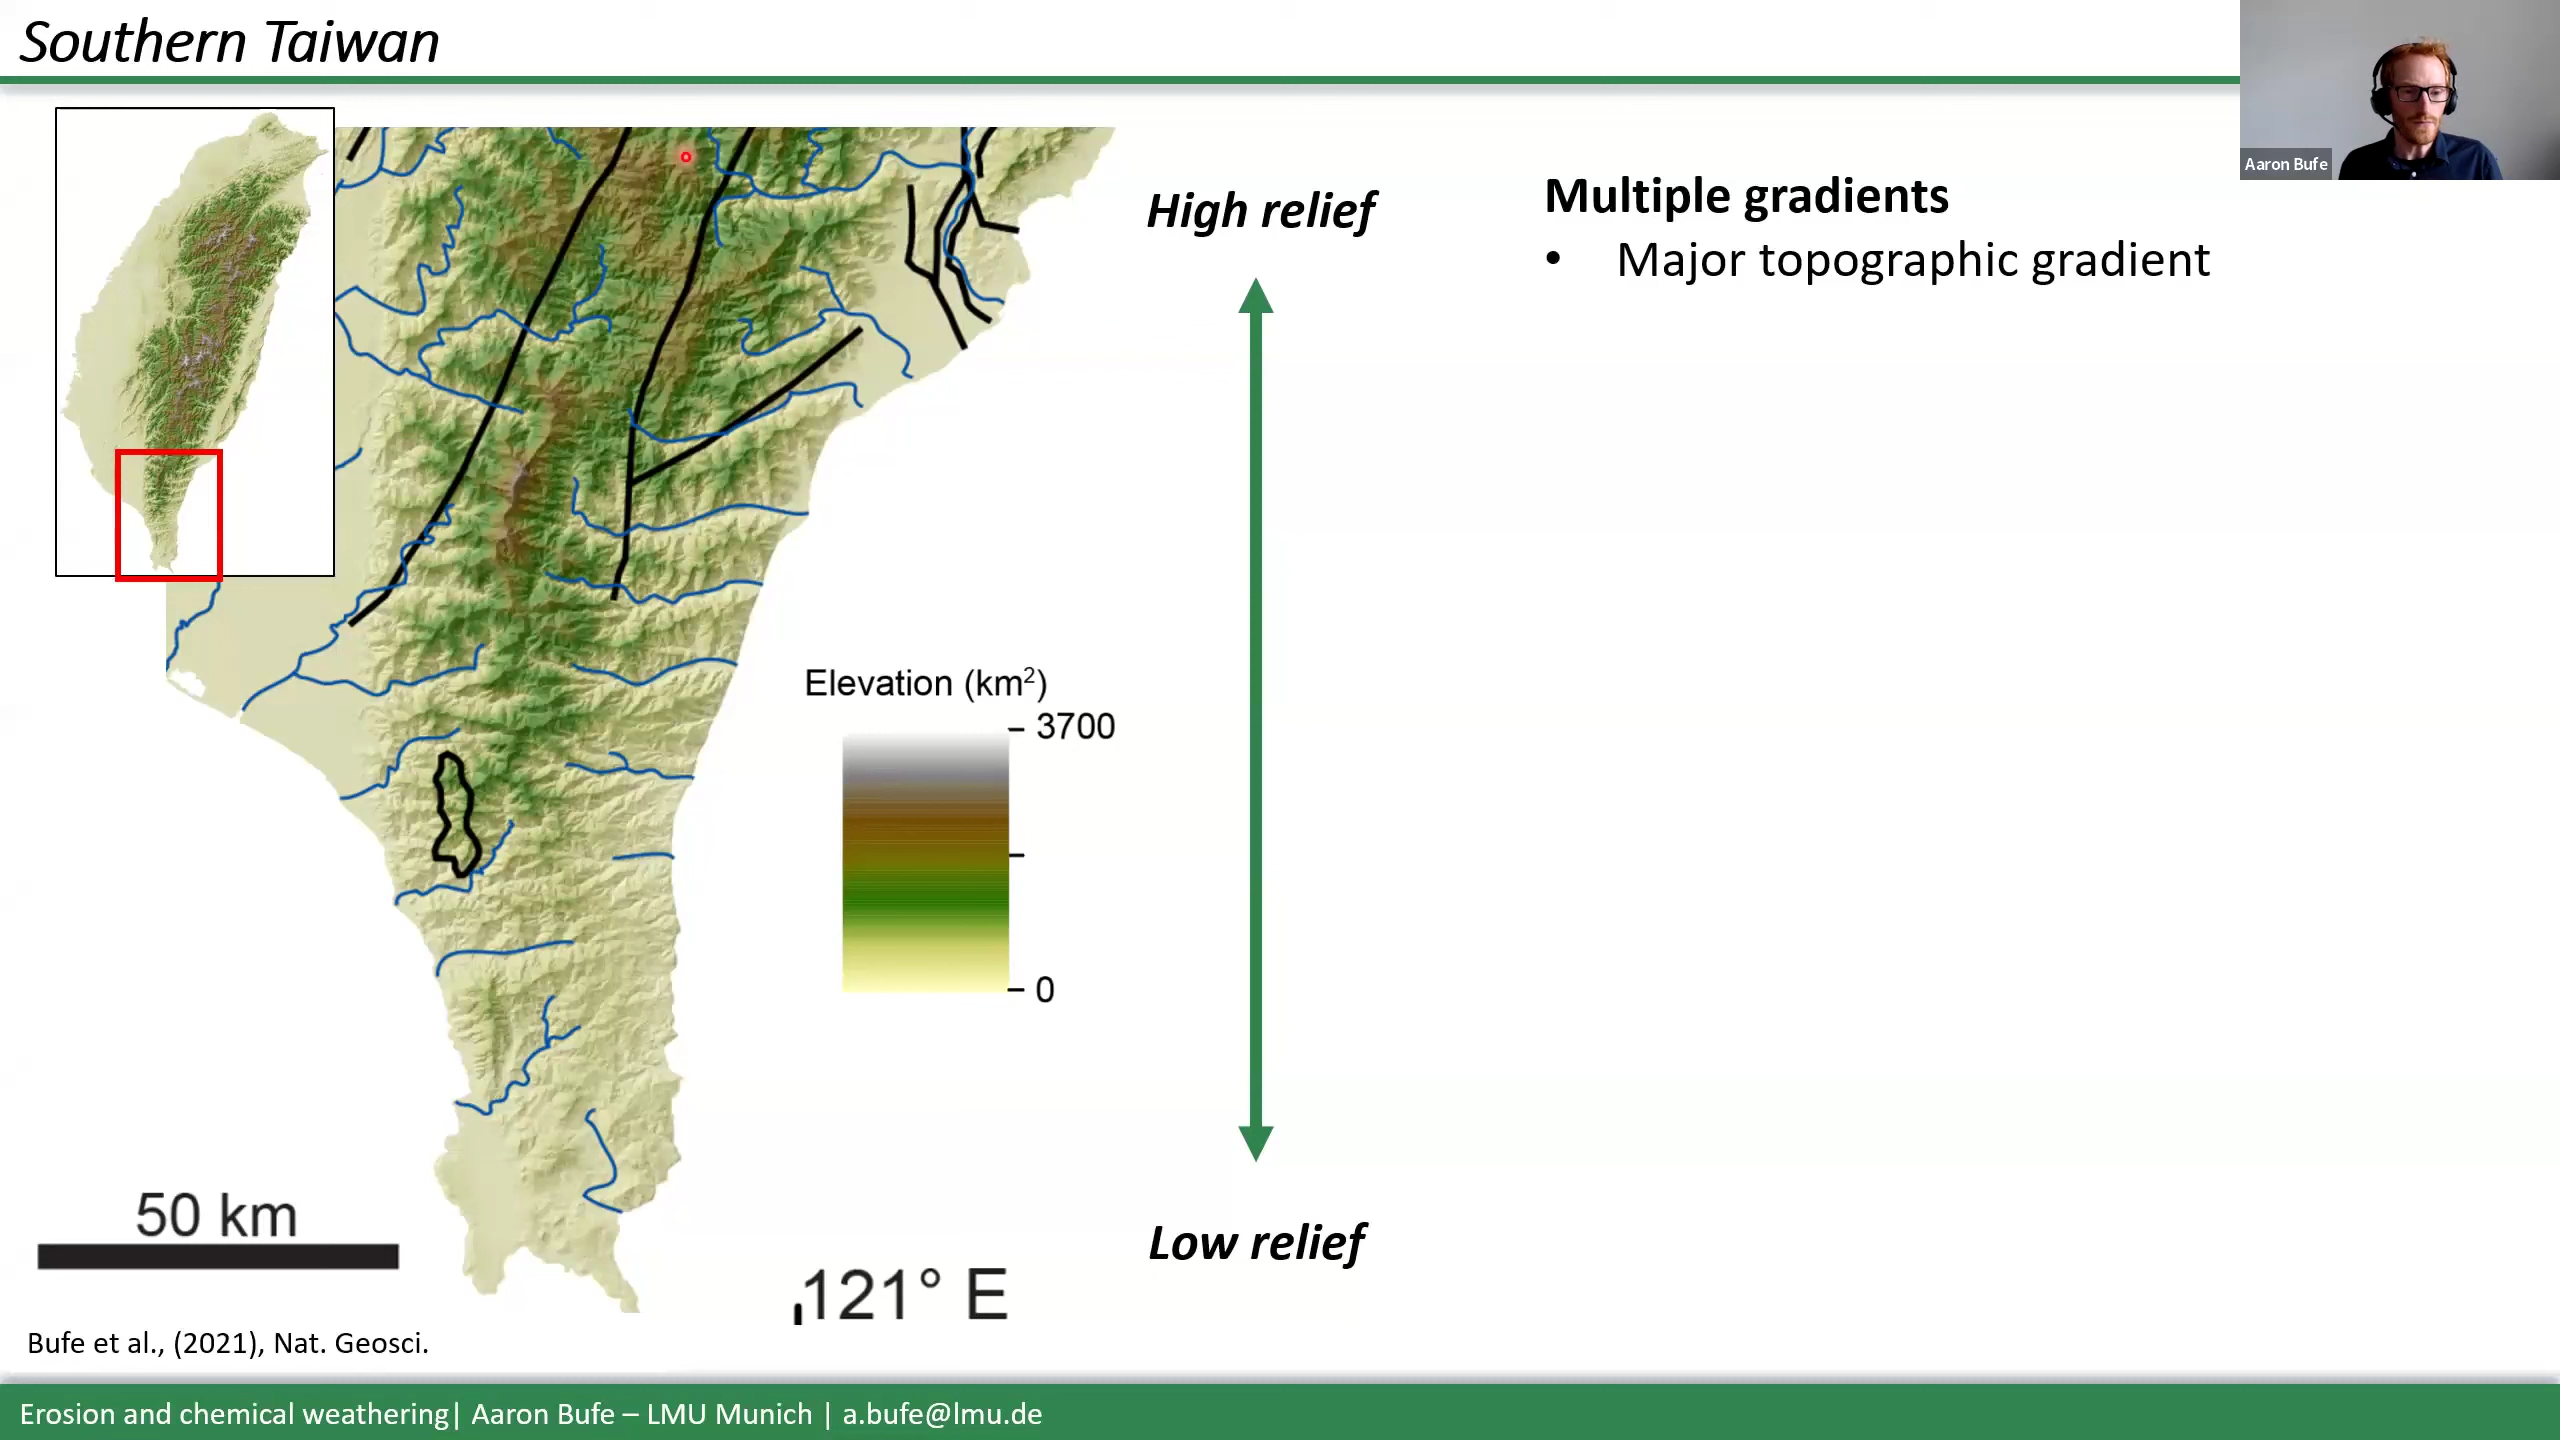 Southern Taiwan
Aaron Bufe
High relief
Multiple gradients
• Major topographic gradient
Elevation (km²)
3700
0
50 km
121° E
Low relief
Bufe et al., (2021), Nat. Geosci.
Erosion and chemical weathering| Aaron Bufe – LMU Munich | a.bufe@lmu.de